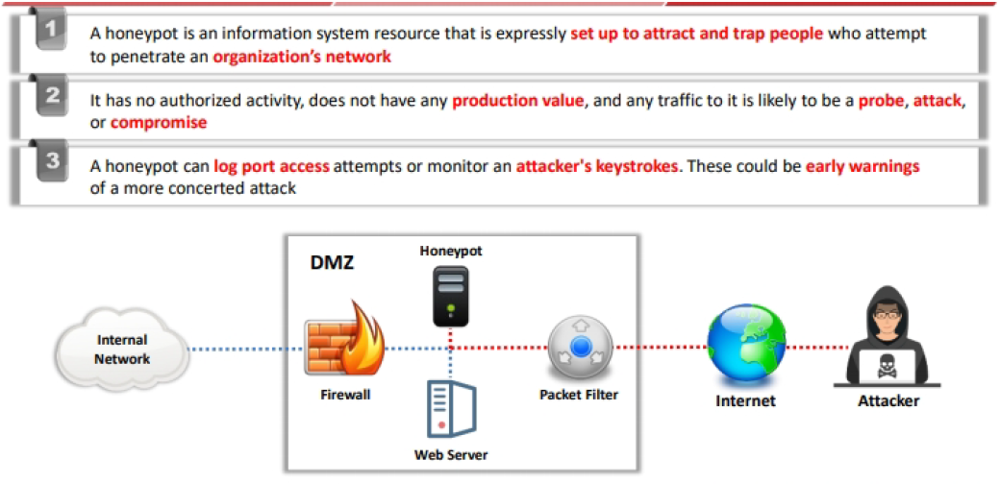 1
A honeypot is an information system resource that is expressly set up to attract and trap people who attempt
to penetrate an organization’s network
2
It has no authorized activity, does not have any production value, and any traffic to it is likely to be a probe, attack,
or compromise
3
A honeypot can log port access attempts or monitor an attacker's keystrokes. These could be early warnings
of a more concerted attack
DMZ
Honeypot
Internal
Network
Firewall
Packet Filter
Internet
Attacker
Web Server